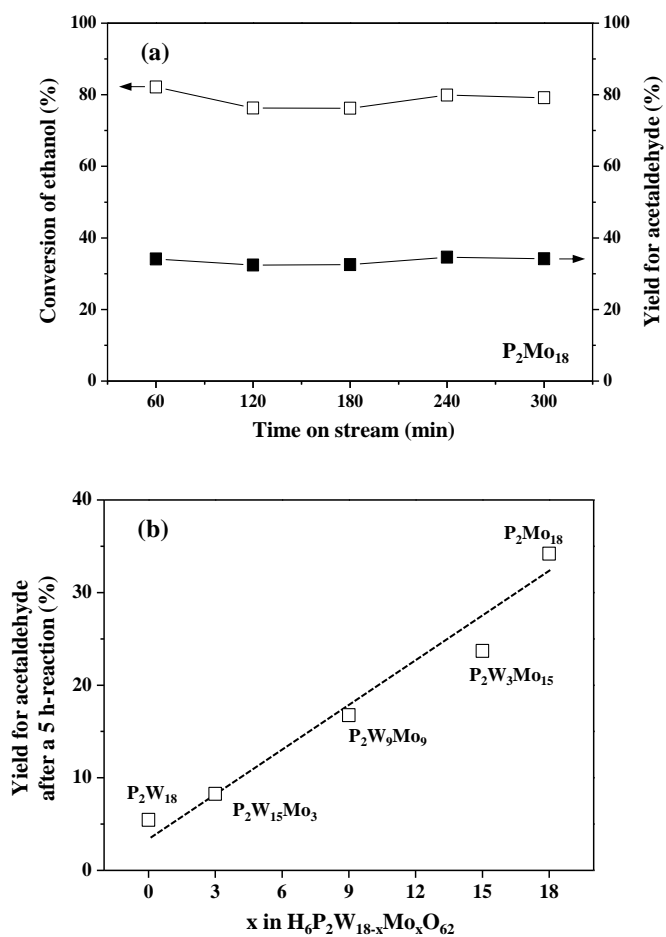 (a)
Conversion of ethanol (%)
100
80
60
40
20
0
100
80
60
40
20
0
Yield for acetaldehyde (%)
P₂Mo₁₈
60 120 180 240 300
Time on stream (min)
(b)
Yield for acetaldehyde
after a 5 h-reaction (%)
40
30
20
10
0
P₂Mo₁₈
P₂W₃Mo₁₅
P₂W₉Mo₉
P₂W₁₈
P₂W₁₅Mo₃
0 3 6 9 12 15 18
x in H₆P₂W₁₈₋ₓMoₓO₆₂